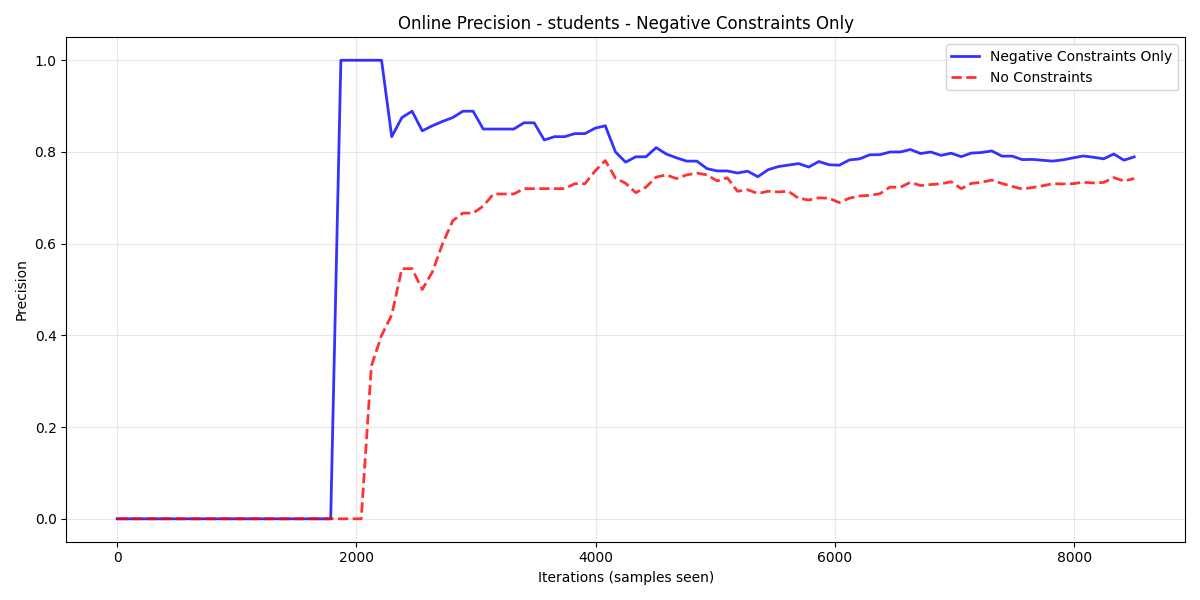 Online Precision - students - Negative Constraints Only
Negative Constraints Only
No Constraints
Precision
1.0
0.8
0.6
0.4
0.2
0.0
0
2000
4000
6000
8000
Iterations (samples seen)